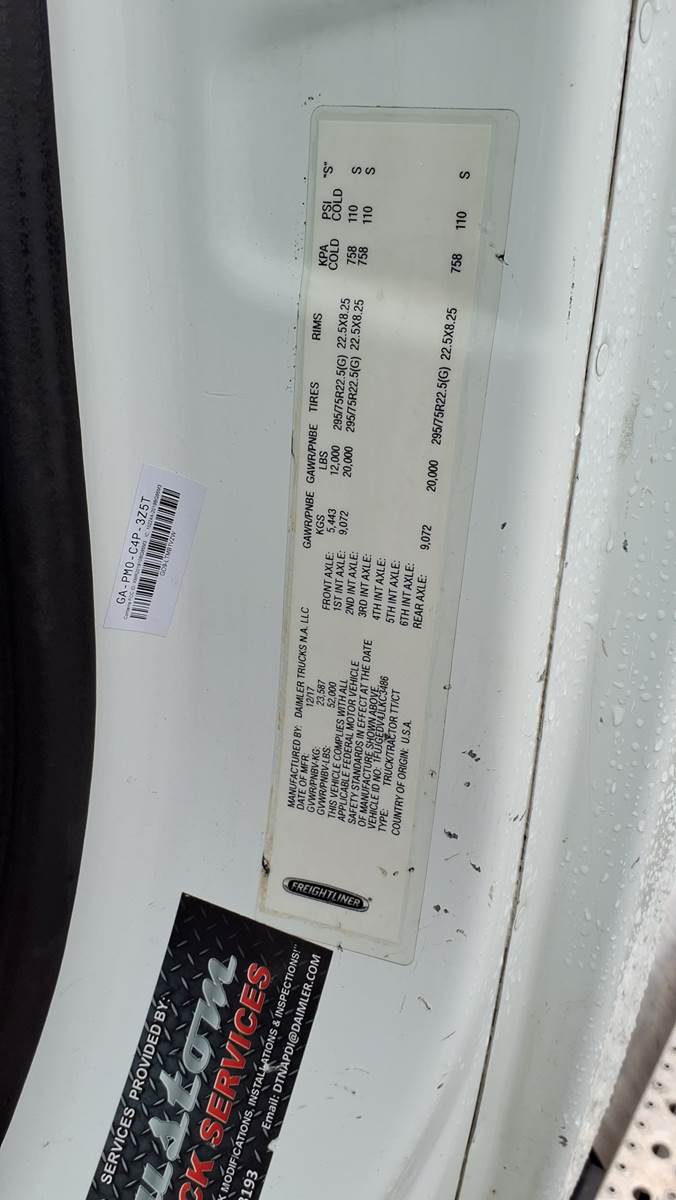 GA-PM0-C4P-3Z5T
FREIGHTLINER
MANUFACTURED BY: DAIMLER TRUCKS N.A. LLC
DATE OF MFR: 12/17
GVWR/PNBV-KG: 23,587
GVWR/PNBV-LBS: 52,000
THIS VEHICLE COMPLIES WITH ALL
APPLICABLE FEDERAL MOTOR VEHICLE
SAFETY STANDARDS IN EFFECT AT THE DATE
OF MANUFACTURE SHOWN ABOVE
VEHICLE ID NO: 1FUGGEDV4JLKC3486
TYPE: TRUCK/TRACTOR TT/CT
COUNTRY OF ORIGIN: U.S.A.
GAWR/PNBE KGS GAWR/PNBE LBS TIRES RIMS KPA COLD PSI COLD "S"
FRONT AXLE: 5,443 12,000 295/75R22.5(G) 22.5X8.25 758 110 S
1ST INT AXLE: 9,072 20,000 295/75R22.5(G) 22.5X8.25 758 110 S
2ND INT AXLE:
3RD INT AXLE:
4TH INT AXLE:
5TH INT AXLE:
6TH INT AXLE:
REAR AXLE: 9,072 20,000 295/75R22.5(G) 22.5X8.25 758 110 S
SERVICES PROVIDED BY:
ustom
CK SERVICES
MODIFICATIONS, INSTALLATIONS & INSPECTIONS!"
3193 Email: DTNAPDI@DAIMLER.COM